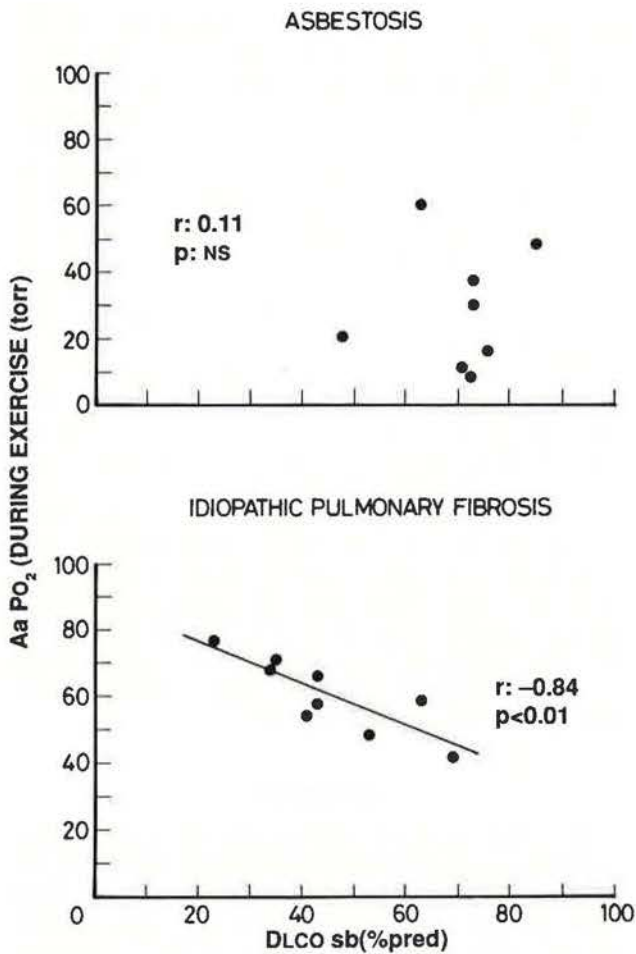 ASBESTOSIS
100
80
60
40
20
0
r: 0.11
p: NS
Aa PO₂ (DURING EXERCISE (torr)
IDIOPATHIC PULMONARY FIBROSIS
100
80
60
40
20
r: –0.84
p<0.01
0 20 40 60 80 100
DLCO sb(%pred)